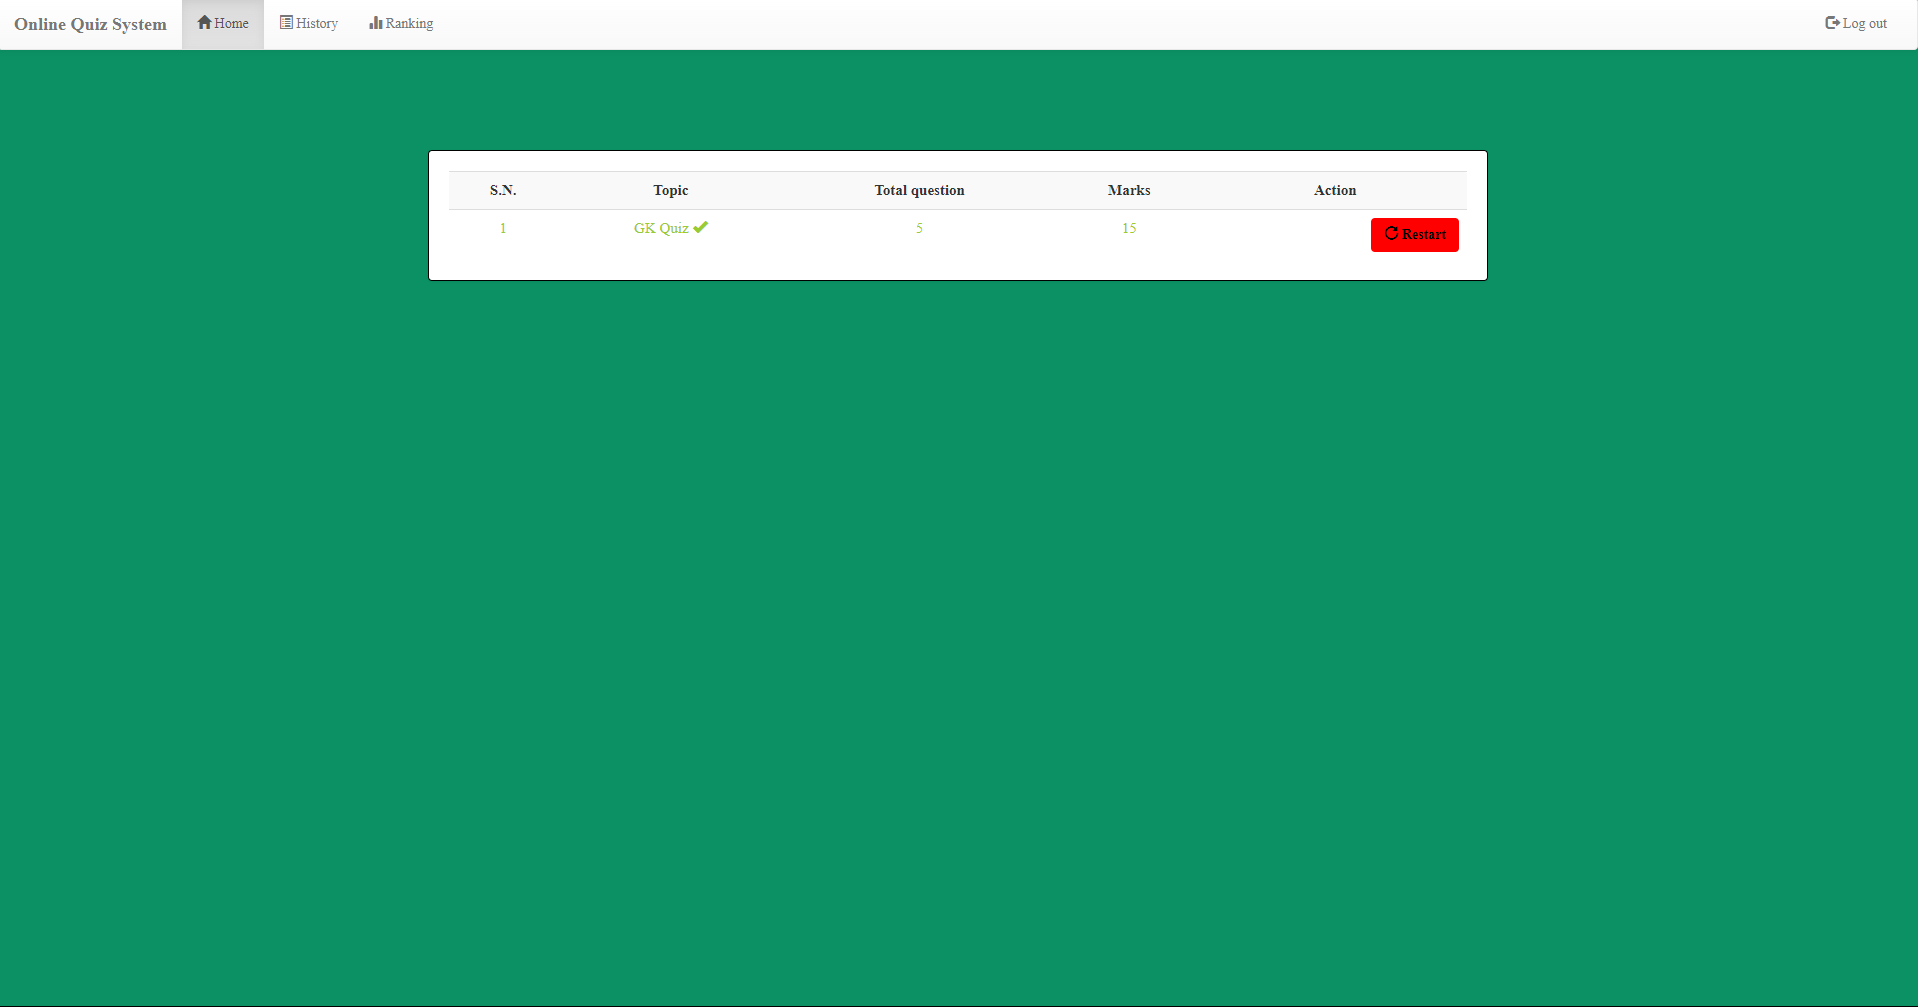 Online Quiz System Home History Ranking Log out
S.N. Topic Total question Marks Action
1 GK Quiz 5 15 Restart